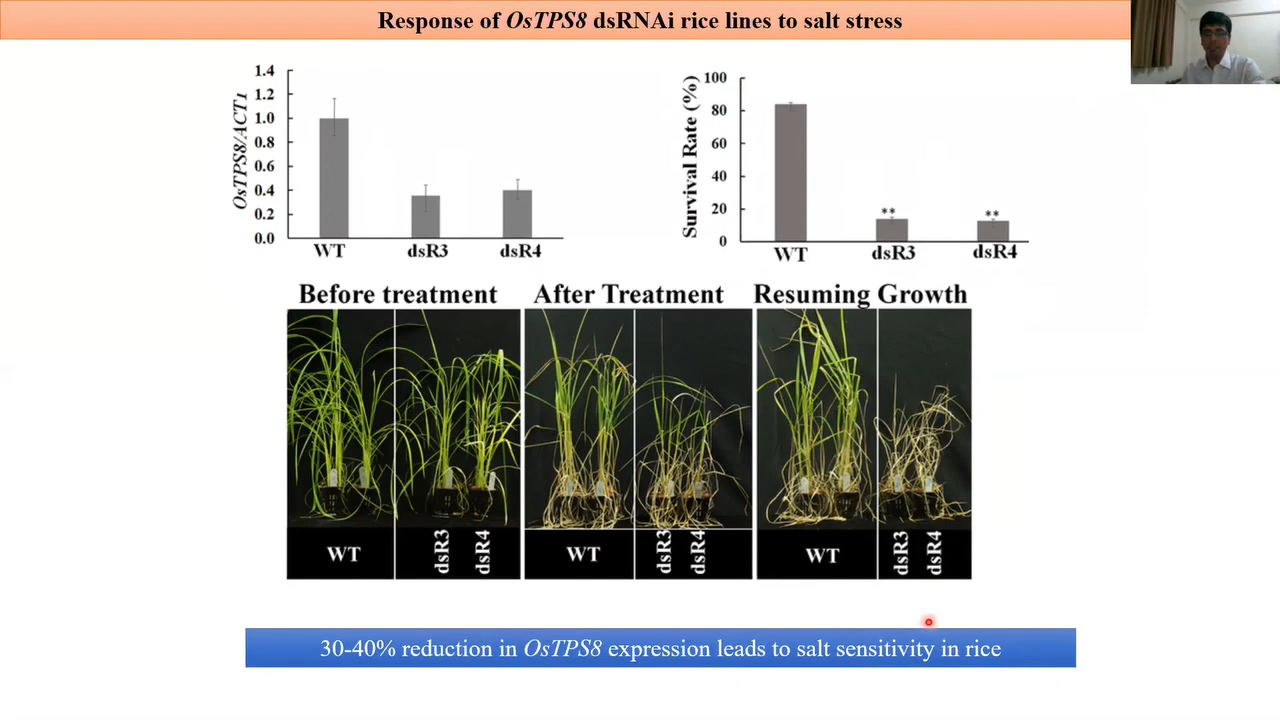 Response of OsTPS8 dsRNAi rice lines to salt stress
OsTPS8/ACT1
1.4
1.2
1.0
0.8
0.6
0.4
0.2
0.0
WT dsR3 dsR4
Survival Rate (%)
100
80
60
40
20
0
** **
WT dsR3 dsR4
Before treatment After Treatment Resuming Growth
WT dsR3 dsR4 WT dsR3 dsR4 WT dsR3 dsR4
30-40% reduction in OsTPS8 expression leads to salt sensitivity in rice